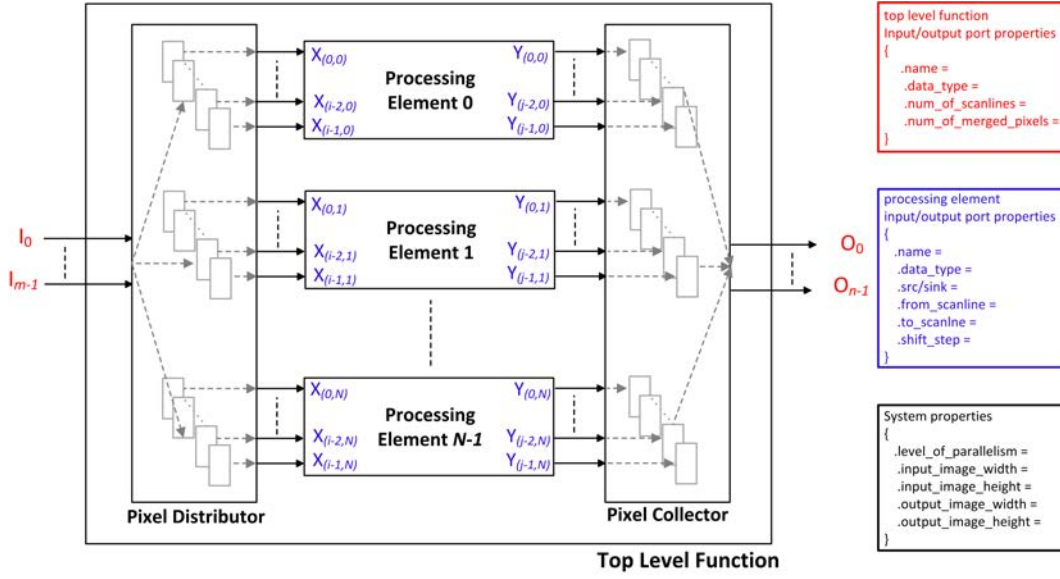 I0
Im-1
X(0,0)
X(i-2,0)
X(i-1,0)
Processing
Element 0
Y(0,0)
Y(j-2,0)
Y(j-1,0)
X(0,1)
X(i-2,1)
X(i-1,1)
Processing
Element 1
Y(0,1)
Y(j-2,1)
Y(j-1,1)
X(0,N)
X(i-2,N)
X(i-1,N)
Processing
Element N-1
Y(0,N)
Y(j-2,N)
Y(j-1,N)
O0
On-1
Pixel Distributor
Pixel Collector
Top Level Function
top level function
Input/output port properties
{
.name =
.data_type =
.num_of_scanlines =
.num_of_merged_pixels =
}
processing element
input/output port properties
{
.name =
.data_type =
.src/sink =
.from_scanline =
.to_scanlne =
.shift_step =
}
System properties
{
.level_of_parallelism =
.input_image_width =
.input_image_height =
.output_image_width =
.output_image_height =
}